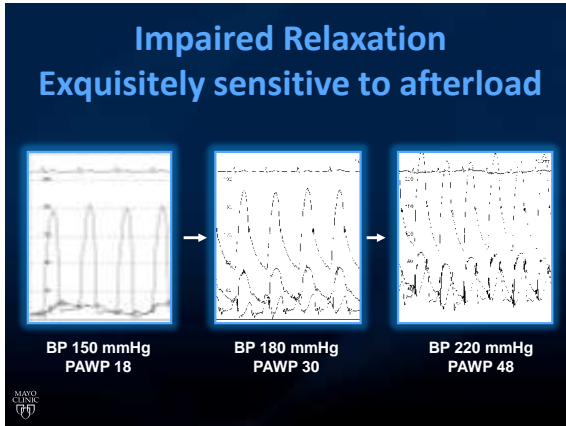 Impaired Relaxation
Exquisitely sensitive to afterload
BP 150 mmHg
PAWP 18
BP 180 mmHg
PAWP 30
BP 220 mmHg
PAWP 48
MAYO
CLINIC